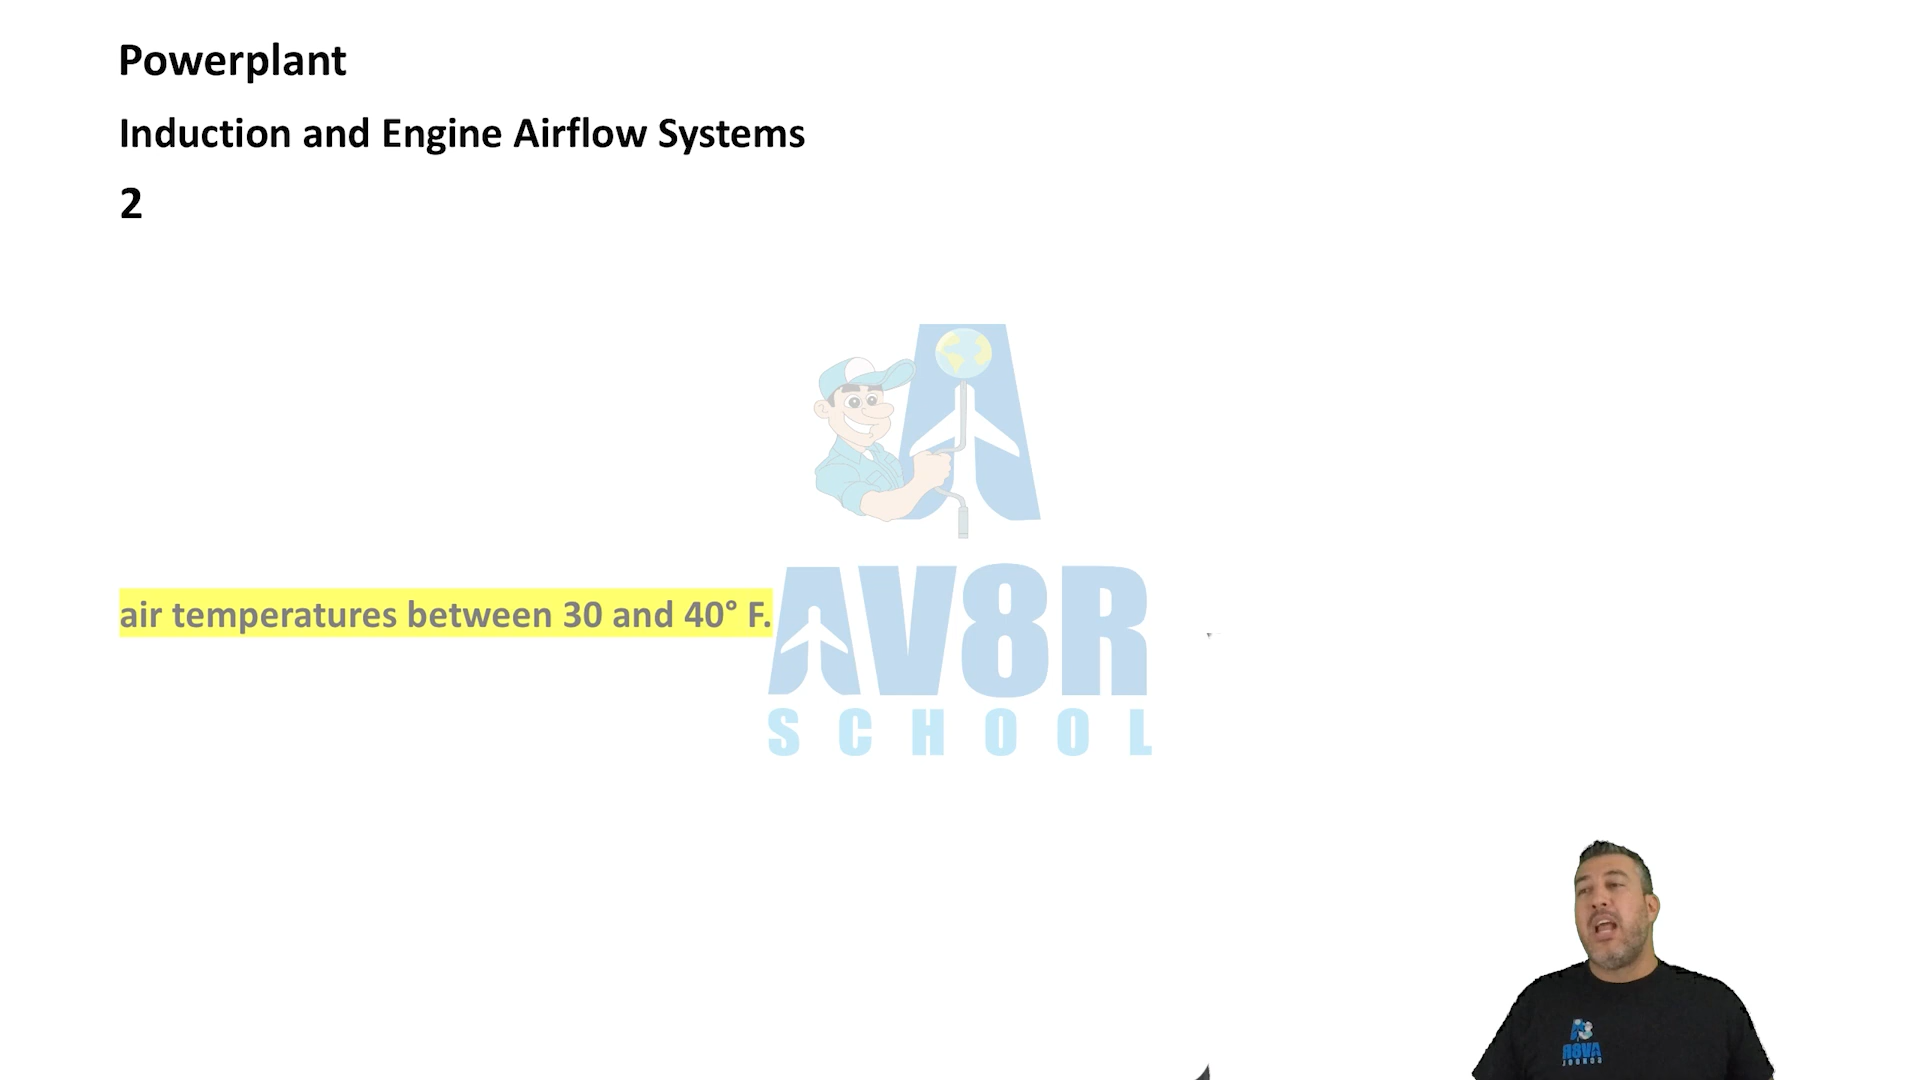 Powerplant
Induction and Engine Airflow Systems
2
air temperatures between 30 and 40° F.
AV8R
SCHOOL